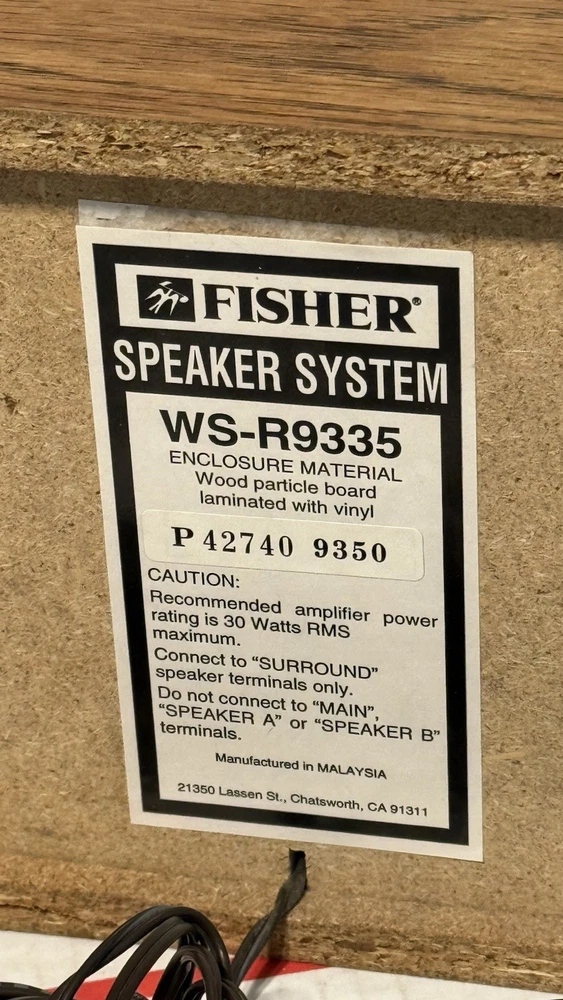 FISHER®
SPEAKER SYSTEM
WS-R9335
ENCLOSURE MATERIAL
Wood particle board
laminated with vinyl
P 42740 9350
CAUTION:
Recommended amplifier power
rating is 30 Watts RMS
maximum.
Connect to “SURROUND”
speaker terminals only.
Do not connect to “MAIN”,
“SPEAKER A” or “SPEAKER B”
terminals.
Manufactured in MALAYSIA
21350 Lassen St., Chatsworth, CA 91311